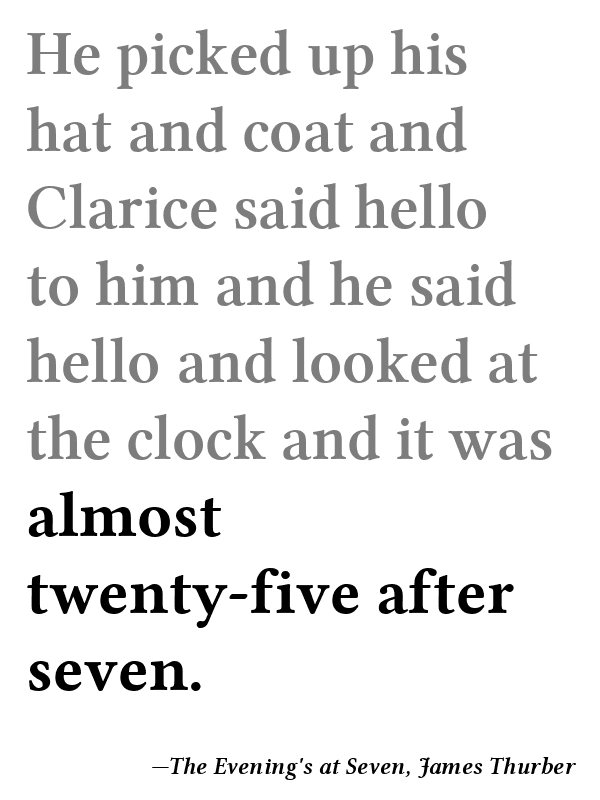 He picked up his
hat and coat and
Clarice said hello
to him and he said
hello and looked at
the clock and it was
almost
twenty-five after
seven.
—The Evening's at Seven, James Thurber